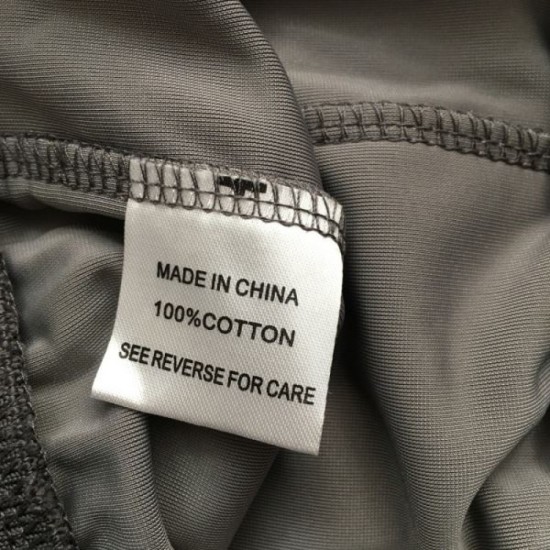 MADE IN CHINA
100%COTTON
SEE REVERSE FOR CARE